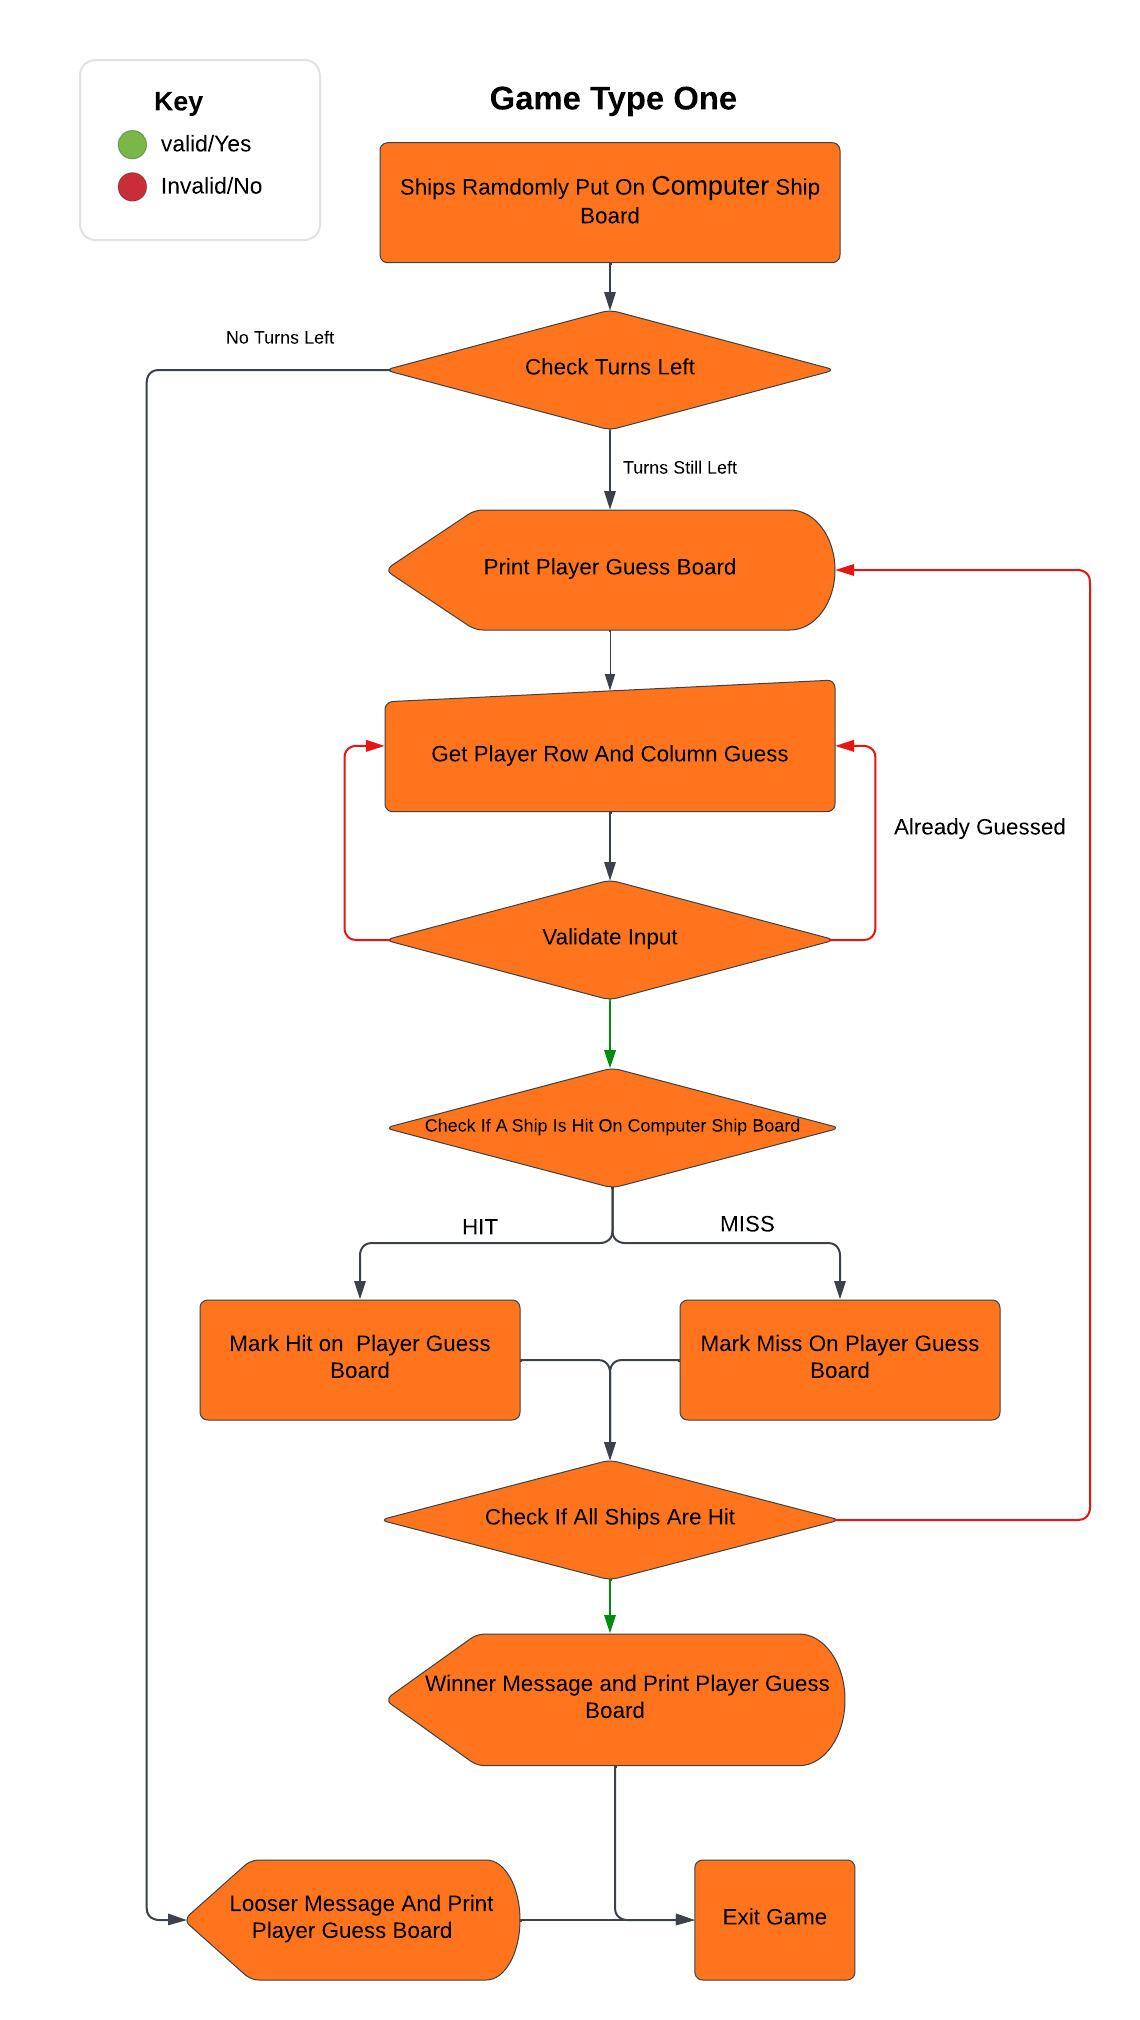 Key
valid/Yes
Invalid/No
Game Type One
Ships Ramdomly Put On Computer Ship
Board
No Turns Left
Check Turns Left
Turns Still Left
Print Player Guess Board
Get Player Row And Column Guess
Already Guessed
Validate Input
Check If A Ship Is Hit On Computer Ship Board
HIT
MISS
Mark Hit on  Player Guess
Board
Mark Miss On Player Guess
Board
Check If All Ships Are Hit
Winner Message and Print Player Guess
Board
Looser Message And Print
Player Guess Board
Exit Game